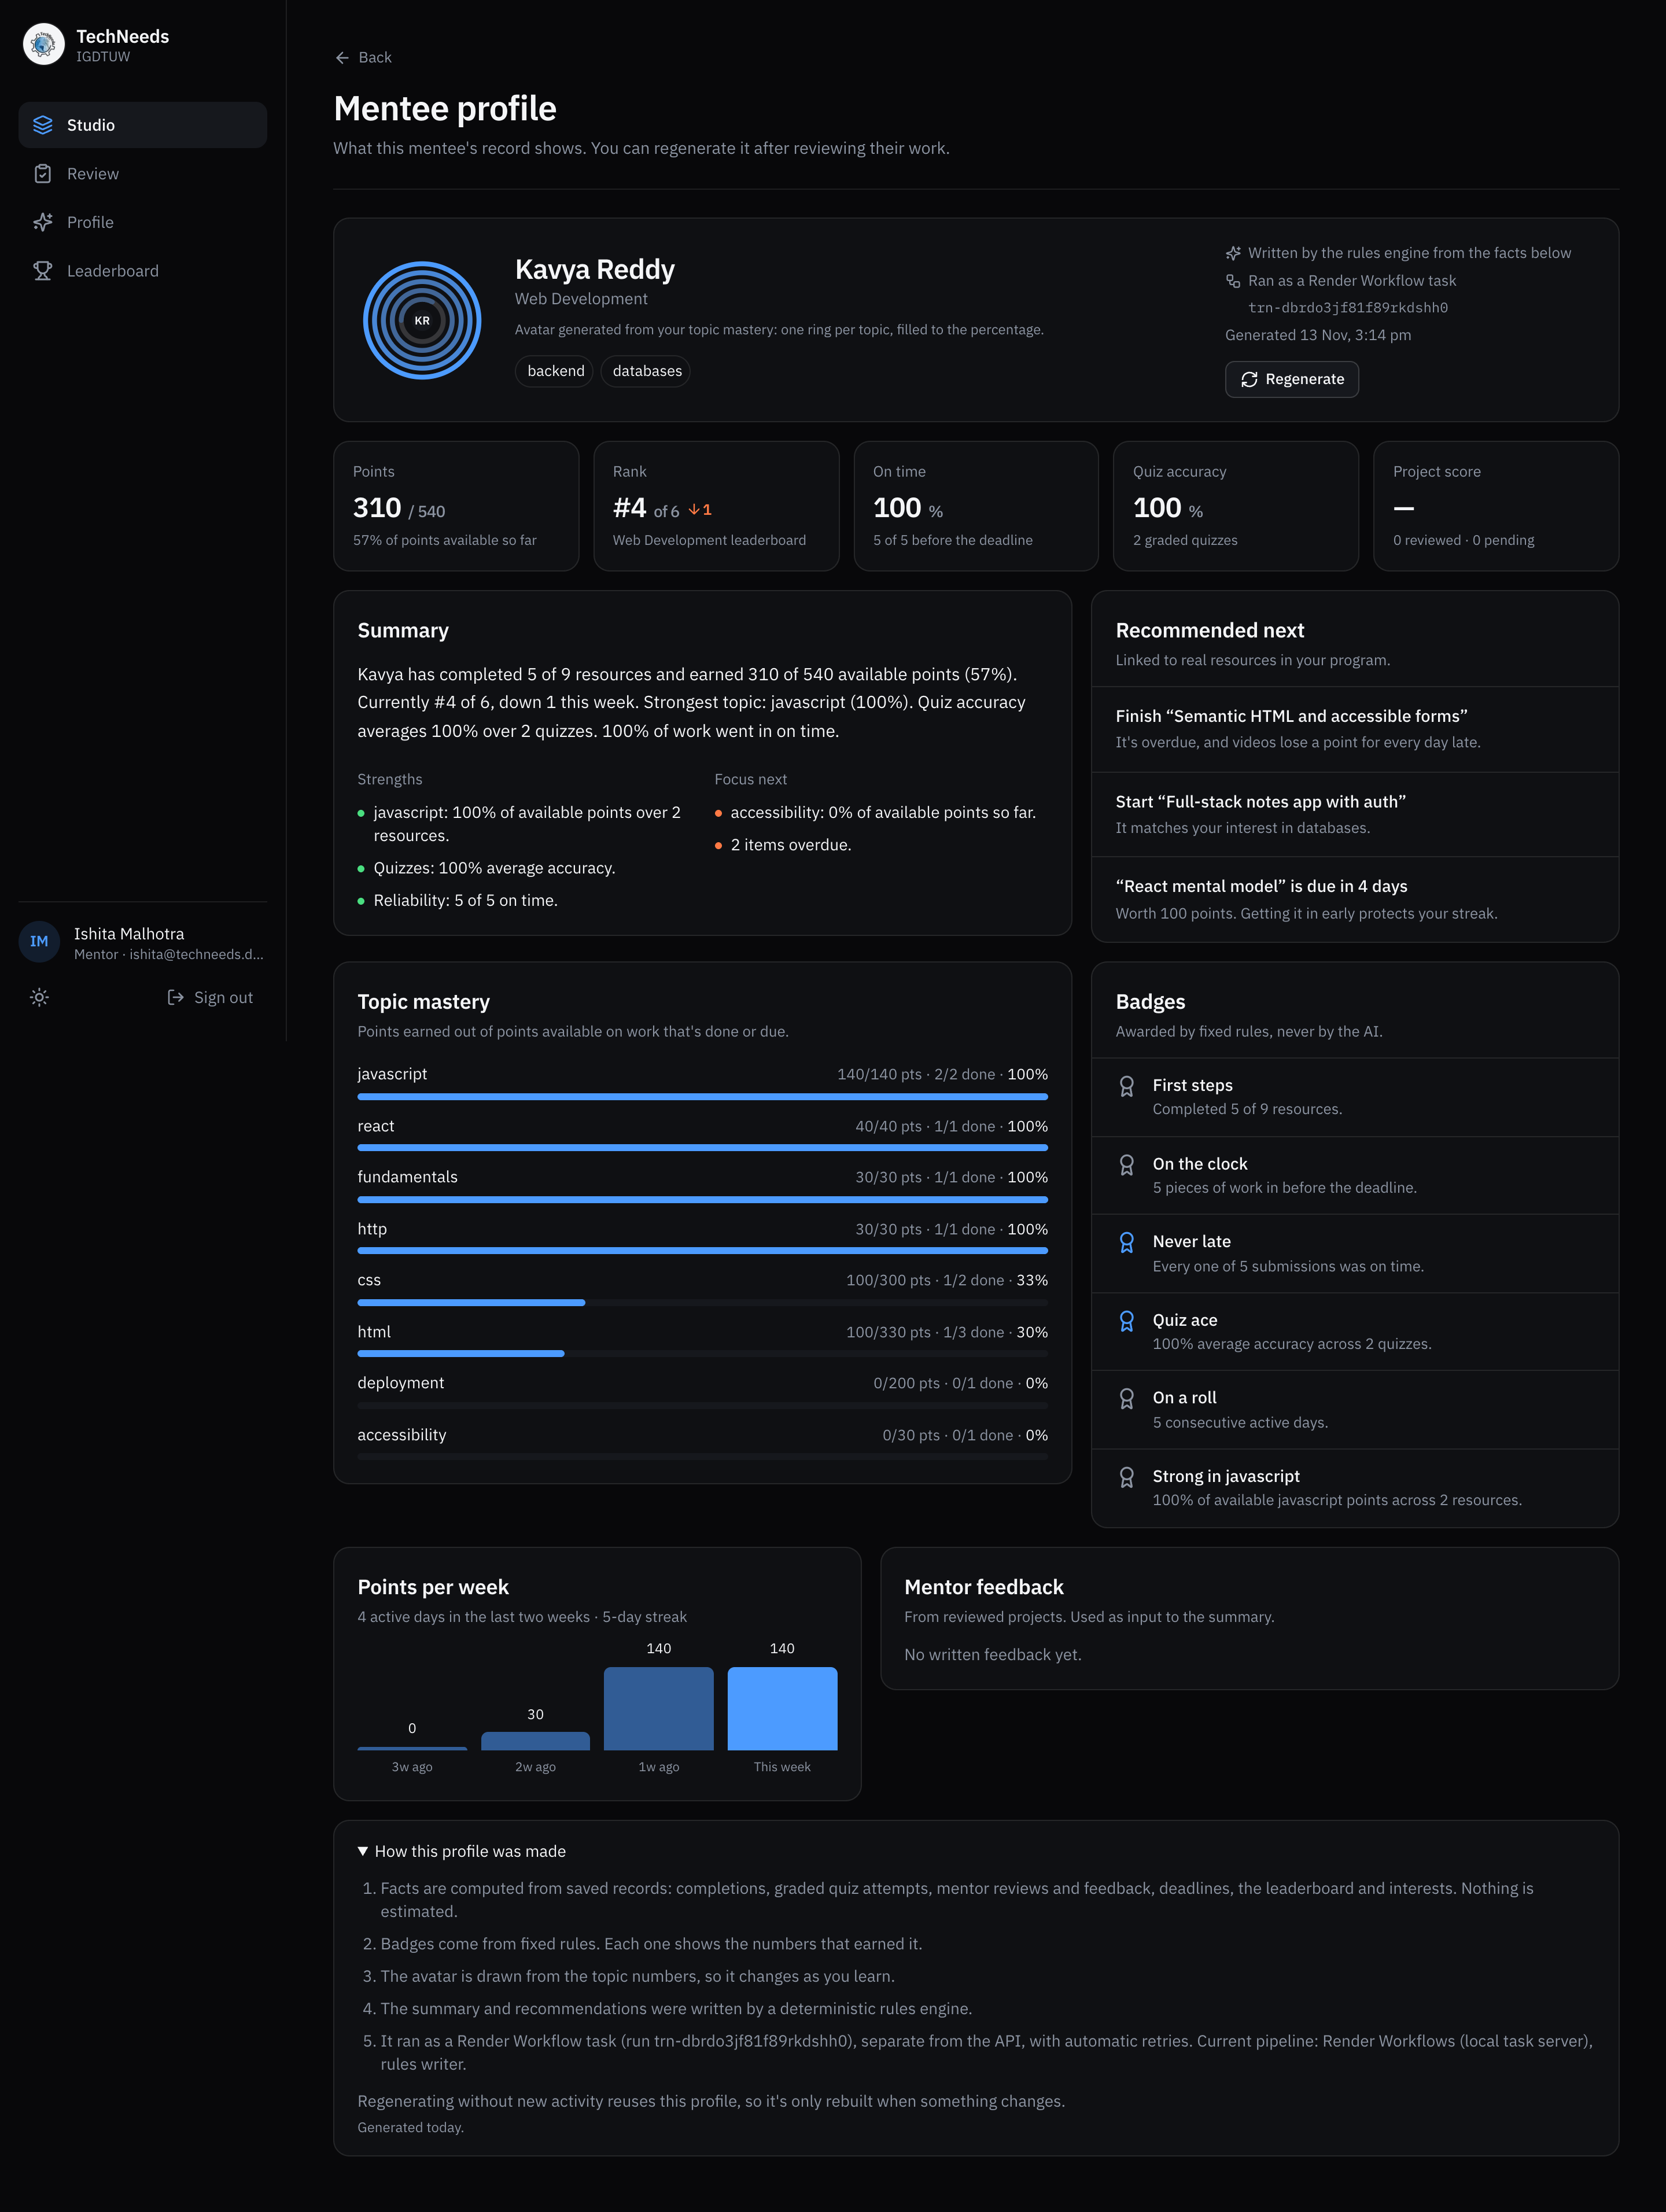 TechNeeds
IGDTUW
Studio
Review
Profile
Leaderboard
Ishita Malhotra
Mentor · ishita@techneeds.d...
IM
Sign out
Back
Mentee profile
What this mentee's record shows. You can regenerate it after reviewing their work.
KR
Kavya Reddy
Web Development
Avatar generated from your topic mastery: one ring per topic, filled to the percentage.
backend
databases
Written by the rules engine from the facts below
Ran as a Render Workflow task
trn-dbrdo3jf81f89rkdshh0
Generated 13 Nov, 3:14 pm
Regenerate
Points
310 / 540
57% of points available so far
Rank
#4 of 6 ↓1
Web Development leaderboard
On time
100 %
5 of 5 before the deadline
Quiz accuracy
100 %
2 graded quizzes
Project score
–
0 reviewed · 0 pending
Summary
Kavya has completed 5 of 9 resources and earned 310 of 540 available points (57%).
Currently #4 of 6, down 1 this week. Strongest topic: javascript (100%). Quiz accuracy
averages 100% over 2 quizzes. 100% of work went in on time.
Strengths
javascript: 100% of available points over 2
resources.
Quizzes: 100% average accuracy.
Reliability: 5 of 5 on time.
Focus next
accessibility: 0% of available points so far.
2 items overdue.
Recommended next
Linked to real resources in your program.
Finish “Semantic HTML and accessible forms”
It's overdue, and videos lose a point for every day late.
Start “Full-stack notes app with auth”
It matches your interest in databases.
“React mental model” is due in 4 days
Worth 100 points. Getting it in early protects your streak.
Topic mastery
Points earned out of points available on work that's done or due.
javascript 140/140 pts · 2/2 done · 100%
react 40/40 pts · 1/1 done · 100%
fundamentals 30/30 pts · 1/1 done · 100%
http 30/30 pts · 1/1 done · 100%
css 100/300 pts · 1/2 done · 33%
html 100/330 pts · 1/3 done · 30%
deployment 0/200 pts · 0/1 done · 0%
accessibility 0/30 pts · 0/1 done · 0%
Badges
Awarded by fixed rules, never by the AI.
First steps
Completed 5 of 9 resources.
On the clock
5 pieces of work in before the deadline.
Never late
Every one of 5 submissions was on time.
Quiz ace
100% average accuracy across 2 quizzes.
On a roll
5 consecutive active days.
Strong in javascript
100% of available javascript points across 2 resources.
Points per week
4 active days in the last two weeks · 5-day streak
0
30
140
140
3w ago
2w ago
1w ago
This week
Mentor feedback
From reviewed projects. Used as input to the summary.
No written feedback yet.
▼ How this profile was made
1. Facts are computed from saved records: completions, graded quiz attempts, mentor reviews and feedback, deadlines, the leaderboard and interests. Nothing is
estimated.
2. Badges come from fixed rules. Each one shows the numbers that earned it.
3. The avatar is drawn from the topic numbers, so it changes as you learn.
4. The summary and recommendations were written by a deterministic rules engine.
5. It ran as a Render Workflow task (run trn-dbrdo3jf81f89rkdshh0), separate from the API, with automatic retries. Current pipeline: Render Workflows (local task server),
rules writer.
Regenerating without new activity reuses this profile, so it's only rebuilt when something changes.
Generated today.